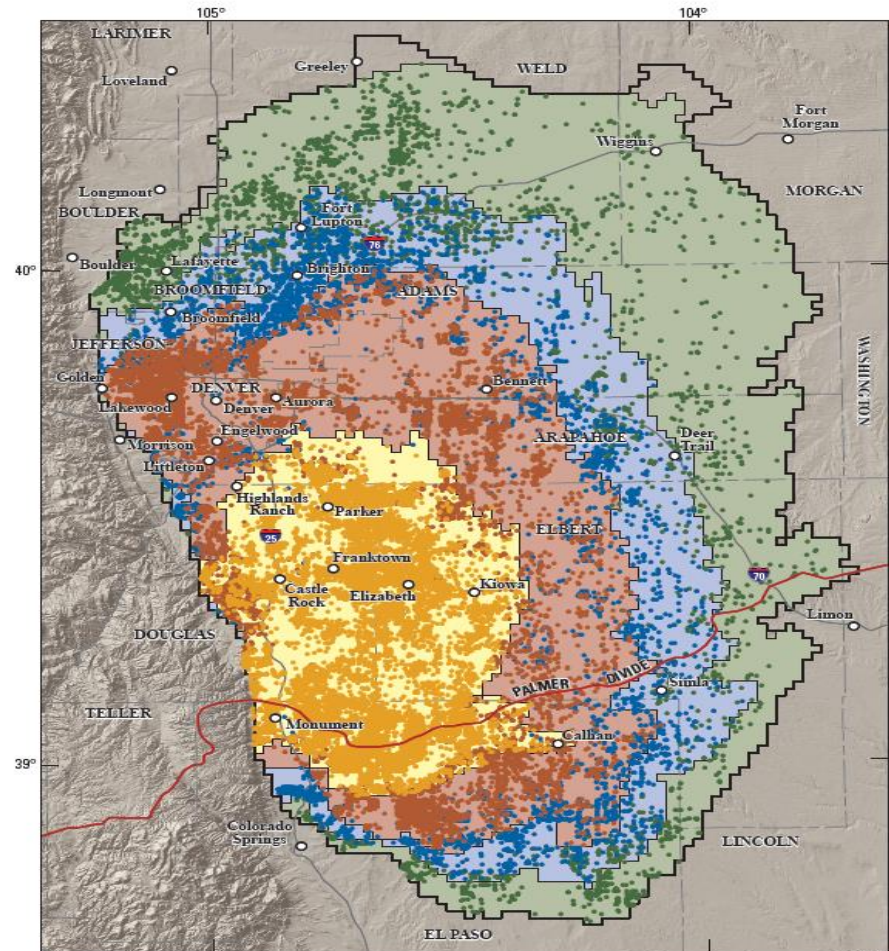 105°
104°
LARIMER
Greeley
WELD
Loveland
Fort
Morgan
Wiggins
Longmont
MORGAN
BOULDER
Fort
Lupton
76
Boulder
Lafayette
40°
40°
Brighton
BROOMFIELD
ADAMS
Broomfield
JEFFERSON
WASHINGTON
Golden
DENVER
Bennett
Lakewood
Denver
Aurora
Engelwood
Morrison
ARAPAHOE
Deer
Trail
Littleton
Highlands
Ranch
Parker
ELBERT
25
Franktown
70
Castle
Rock
Elizabeth
Kiowa
Limon
DOUGLAS
PALMER DIVIDE
Simla
TELLER
Monument
Calhan
39°
Colorado
Springs
LINCOLN
EL PASO